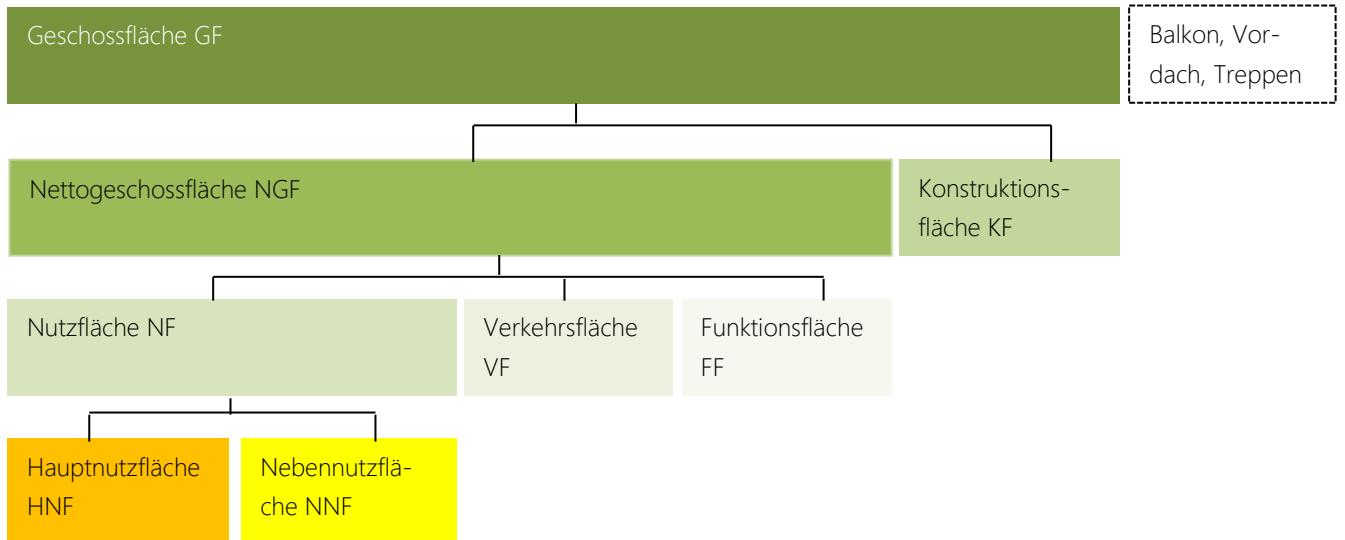 Geschossfläche GF
Balkon, Vor-
dach, Treppen
Nettogeschossfläche NGF
Konstruktions-
fläche KF
Nutzfläche NF
Verkehrsfläche
VF
Funktionsfläche
FF
Hauptnutzfläche
HNF
Nebennutzflä-
che NNF